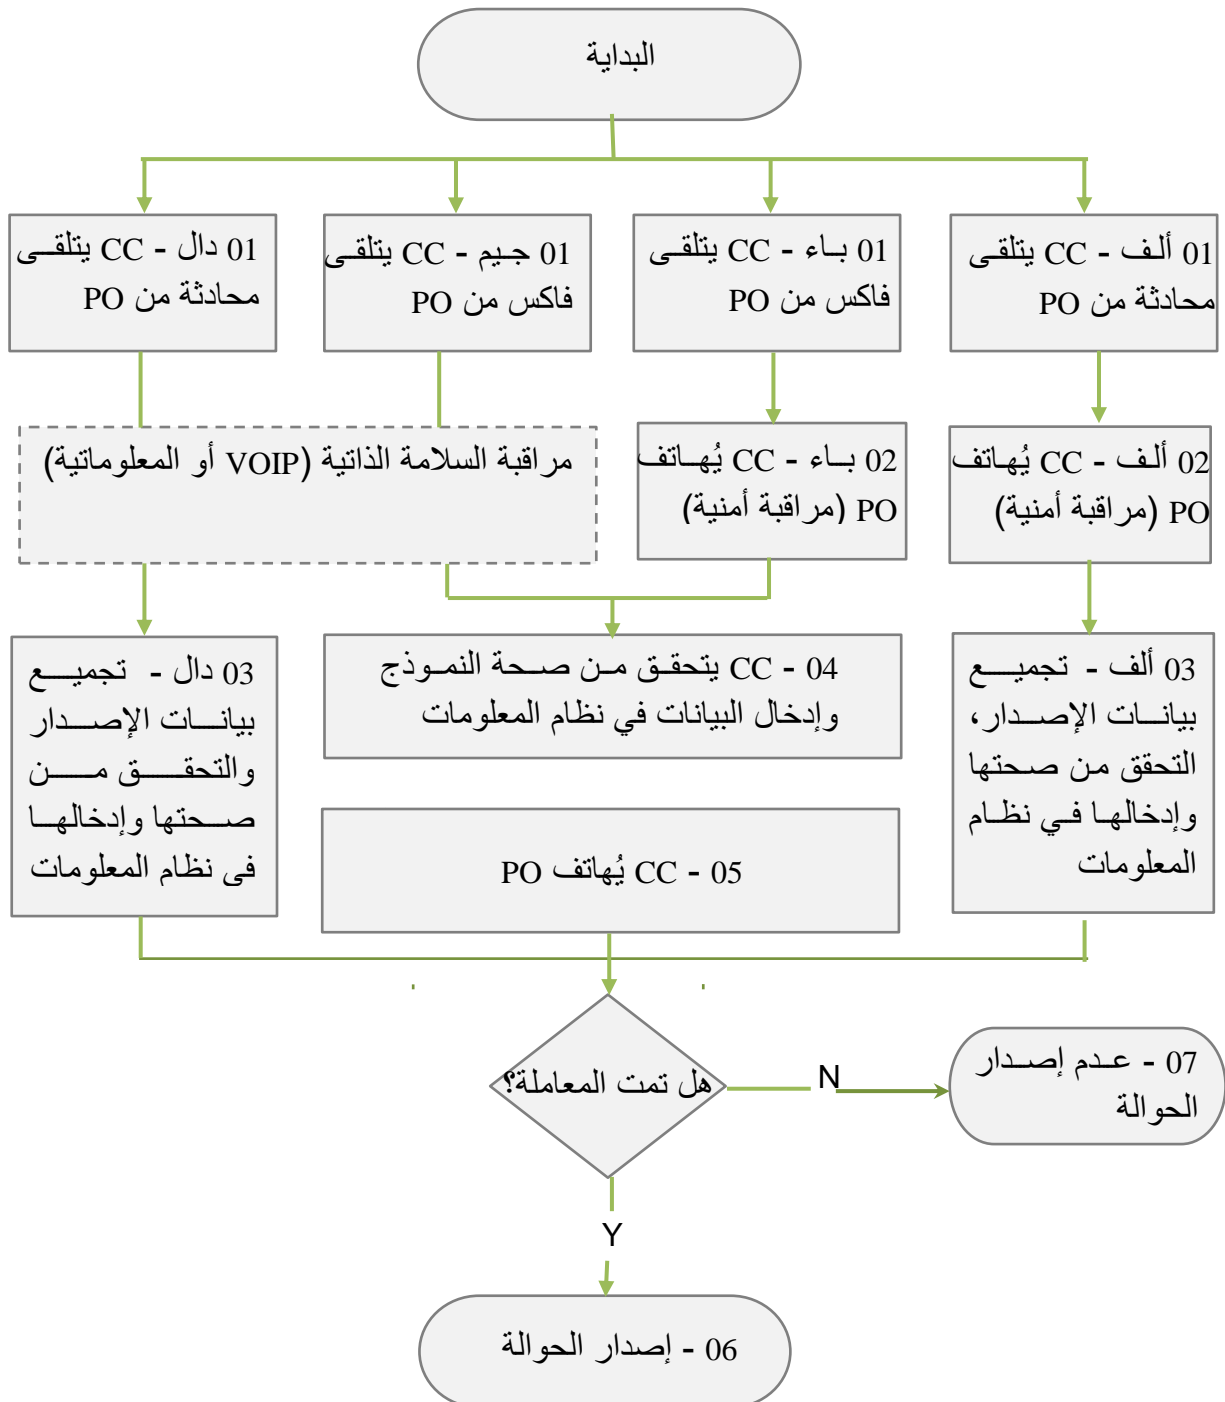 البداية
01 ألف - CC يتلقى
محادثة من PO
01 باء - CC يتلقى
فاكس من PO
01 جيم - CC يتلقى
فاكس من PO
01 دال - CC يتلقى
محادثة من PO
02 ألف - CC يُهاتف
PO (مراقبة أمنية)
02 باء - CC يُهاتف
PO (مراقبة أمنية)
مراقبة السلامة الذاتية (VOIP أو المعلوماتية)
03 ألف - تجميع
بيانات الإصدار،
التحقق من صحتها
وإدخالها في نظام
المعلومات
04 - CC يتحقق من صحة النموذج
وإدخال البيانات في نظام المعلومات
03 دال - تجميع
بيانات الإصدار
والتحقق من
صحتها وإدخالها
في نظام المعلومات
05 - CC يُهاتف PO
هل تمت المعاملة؟
N
07 - عدم إصدار
الحوالة
Y
06 - إصدار الحوالة